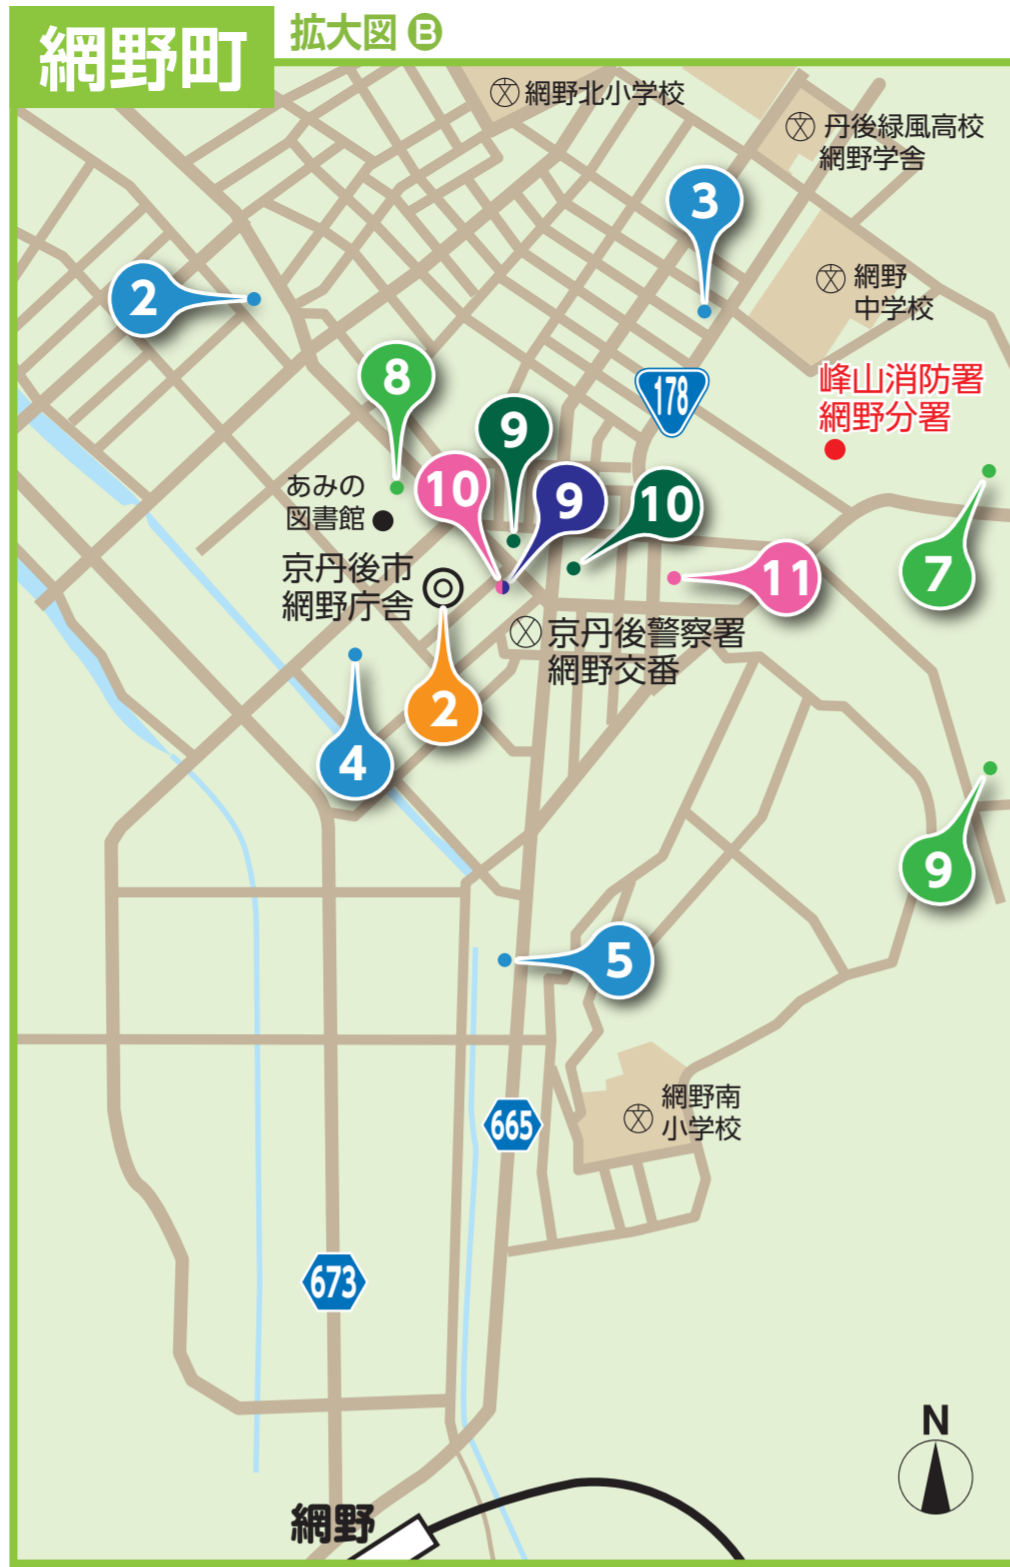 網野町
拡大図 B
網野北小学校
丹後緑風高校
網野学舎
3
網野
中学校
2
8
178
峰山消防署
網野分署
9
10
9
10
あみの
図書館
京丹後市
網野庁舎
11
7
京丹後警察署
網野交番
2
4
9
5
網野南
小学校
665
673
N
網野